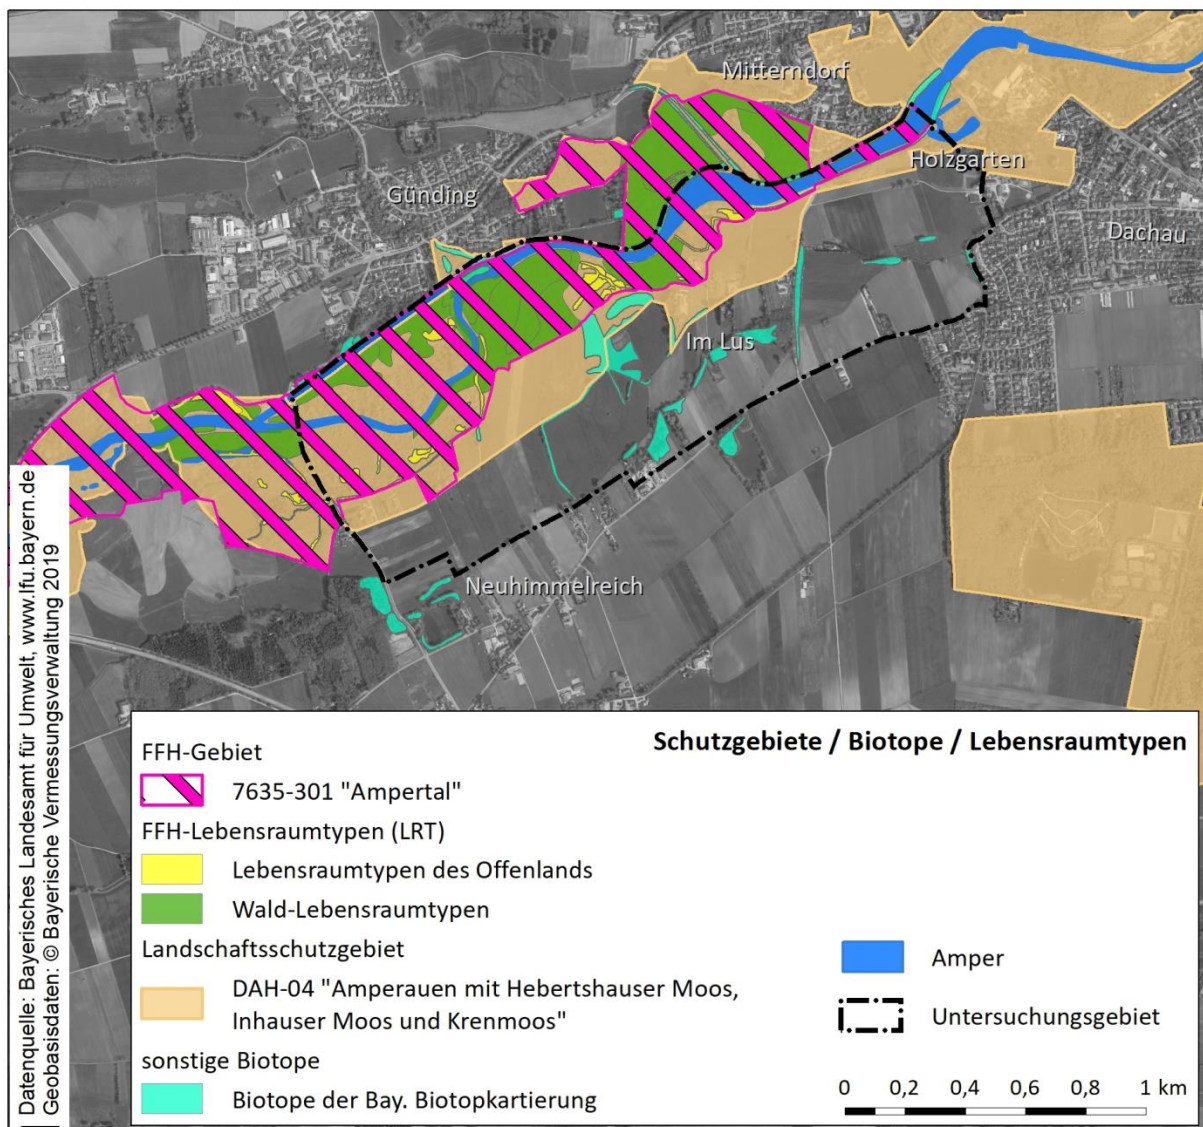 Mitterndorf
Holzgarten
Günding
Dachau
Im Lus
Neuhimmelreich
Datenquelle: Bayerisches Landesamt für Umwelt, www.lfu.bayern.de
Geobasisdaten: © Bayerische Vermessungsverwaltung 2019
Schutzgebiete / Biotope / Lebensraumtypen
FFH-Gebiet
7635-301 "Ampertal"
FFH-Lebensraumtypen (LRT)
Lebensraumtypen des Offenlands
Wald-Lebensraumtypen
Landschaftsschutzgebiet
DAH-04 "Amperauen mit Hebertshauser Moos,
Inhauser Moos und Krenmoos"
sonstige Biotope
Biotope der Bay. Biotopkartierung
Amper
Untersuchungsgebiet
0 0,2 0,4 0,6 0,8 1 km